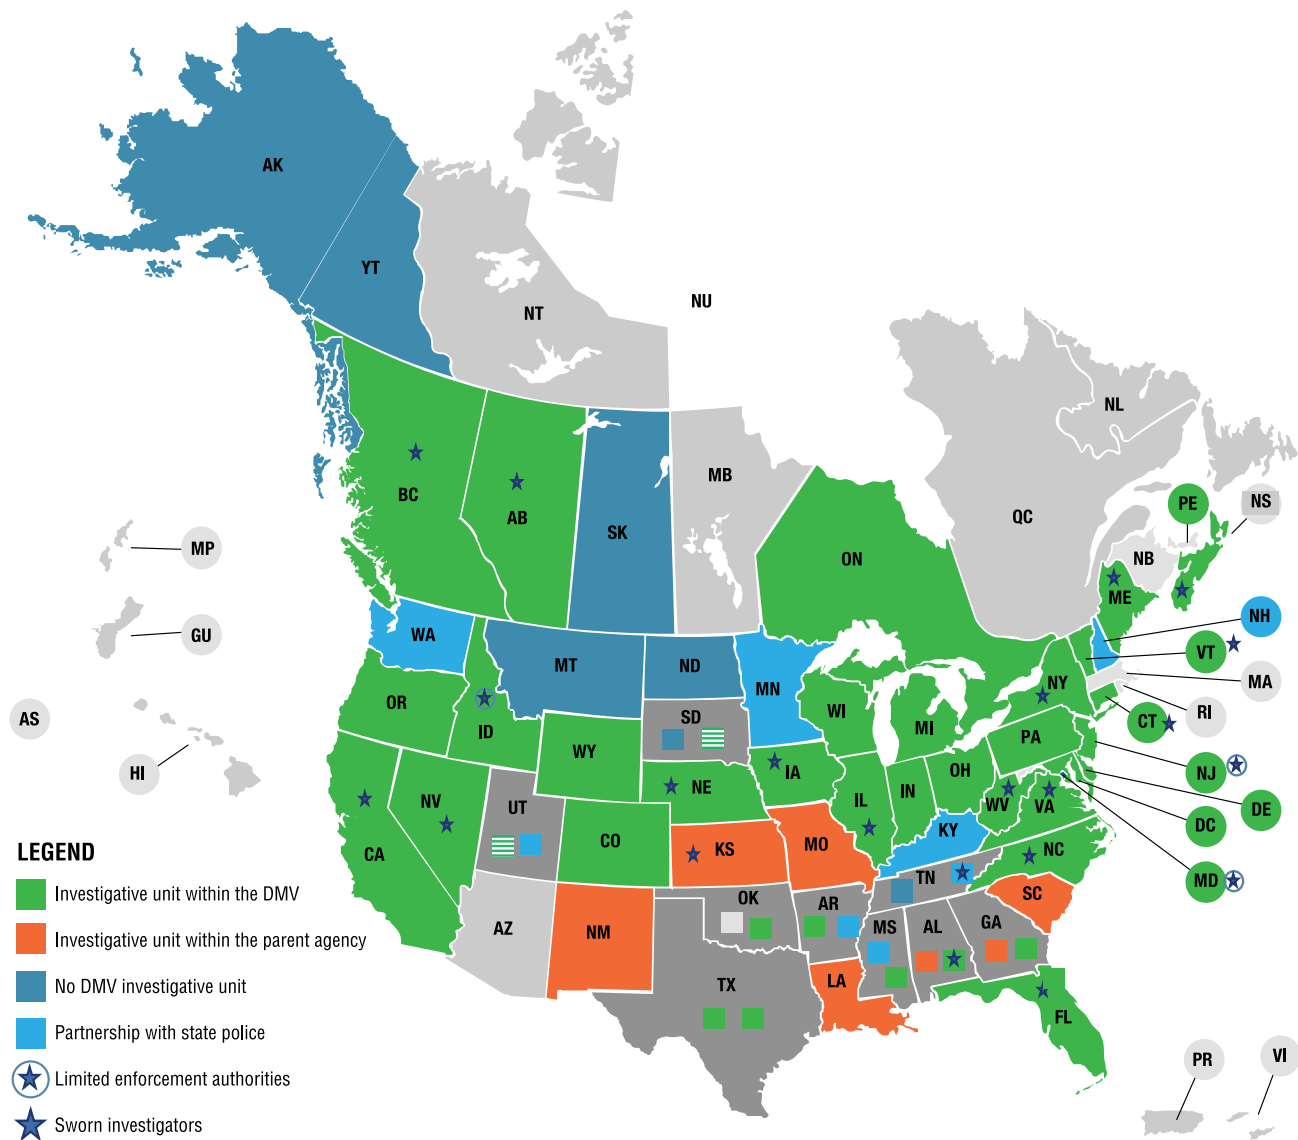 AK
YT
NT
NU
NL
MB
BC
AB
SK
QC
ON
PE
NS
NB
ME
MP
GU
AS
HI
WA
MT
ND
MN
NH
VT
MA
RI
CT
NY
OR
ID
SD
WI
MI
WY
PA
NJ
DE
DC
MD
NV
UT
NE
IA
IL
IN
OH
WV
VA
CA
CO
KS
MO
KY
NC
TN
SC
AZ
NM
OK
AR
MS
AL
GA
TX
LA
FL
PR
VI
LEGEND
Investigative unit within the DMV
Investigative unit within the parent agency
No DMV investigative unit
Partnership with state police
Limited enforcement authorities
Sworn investigators